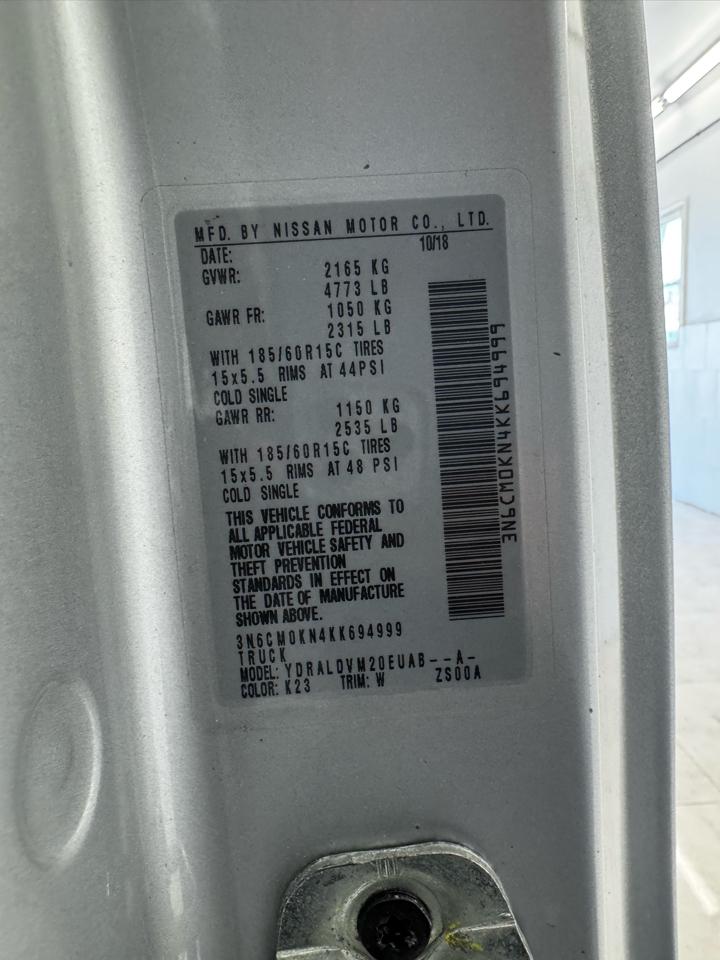 MFD. BY NISSAN MOTOR CO., LTD.
DATE: 10/18
GVWR: 2165 KG
4773 LB
GAWR FR: 1050 KG
2315 LB
WITH 185/60R15C TIRES
15x5.5 RIMS AT 44PSI
COLD SINGLE
GAWR RR: 1150 KG
2535 LB
WITH 185/60R15C TIRES
15x5.5 RIMS AT 48 PSI
COLD SINGLE
THIS VEHICLE CONFORMS TO
ALL APPLICABLE FEDERAL
MOTOR VEHICLE SAFETY AND
THEFT PREVENTION
STANDARDS IN EFFECT ON
THE DATE OF MANUFACTURE
SHOWN ABOVE.
3N6CM0KN4KK694999
TRUCK
MODEL: YDRALDVM20EUAB--A-
COLOR: K23 TRIM: W ZS00A
3N6CM0KN4KK694999